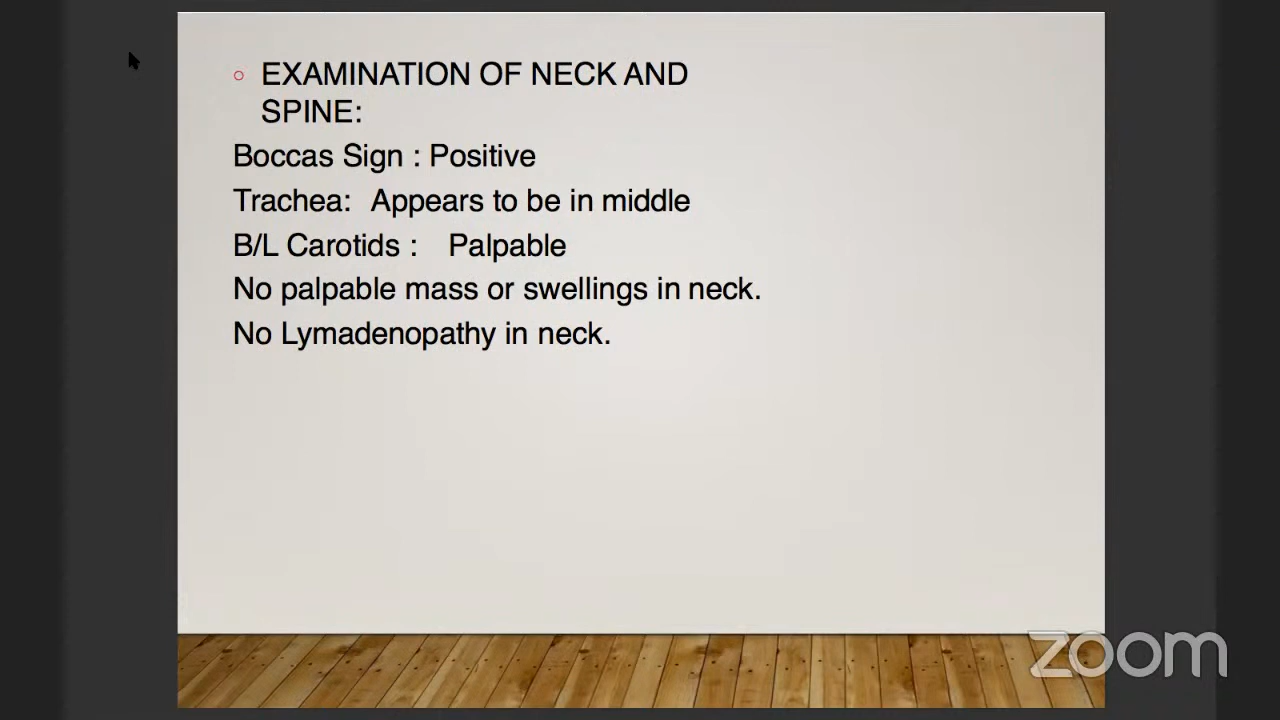 EXAMINATION OF NECK AND
SPINE:
Boccas Sign : Positive
Trachea: Appears to be in middle
B/L Carotids : Palpable
No palpable mass or swellings in neck.
No Lymadenopathy in neck.
zoom